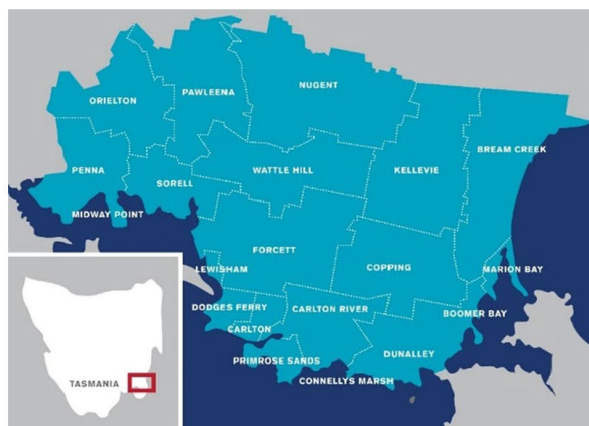 NUGENT
PAWLEENA
ORIELTON
BREAM CREEK
PENNA
WATTLE HILL
KELLEVIE
SORELL
MIDWAY POINT
FORCETT
LEWISHAM
COPPING
MARION BAY
DODGES FERRY
CARLTON RIVER
BOOMER BAY
CARLTON
PRIMROSE SANDS
DUNALLEY
CONNELLYS MARSH
TASMANIA